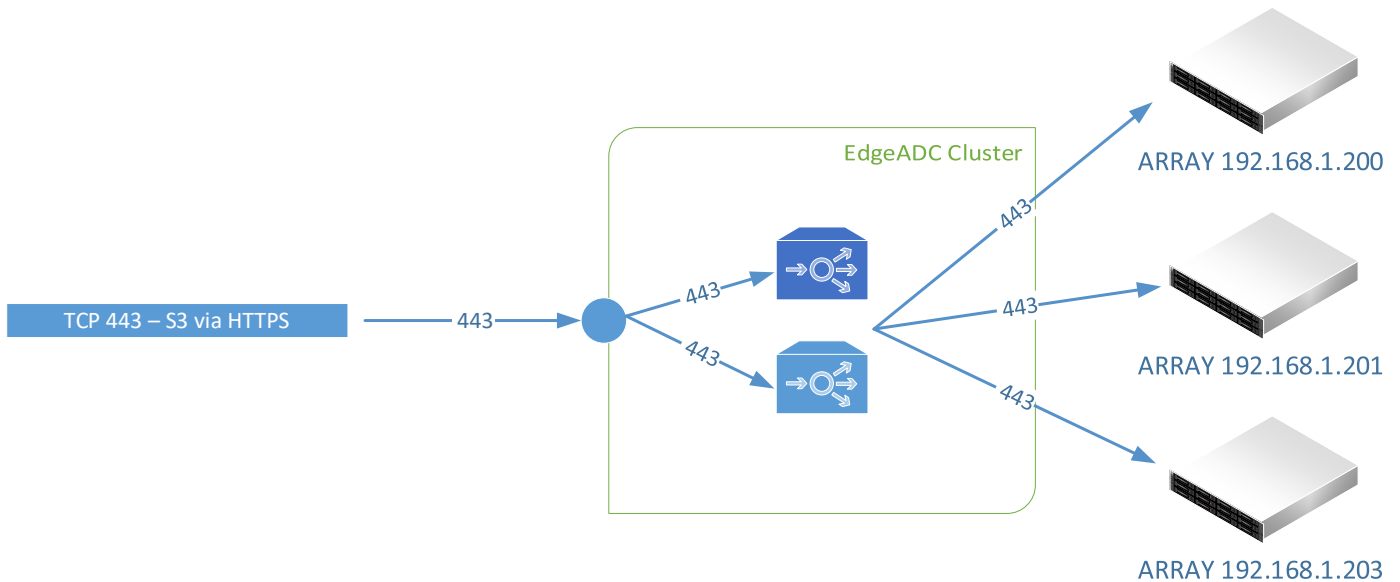 EdgeADC Cluster
TCP 443 – S3 via HTTPS
443
443
443
443
443
443
ARRAY 192.168.1.200
ARRAY 192.168.1.201
ARRAY 192.168.1.203